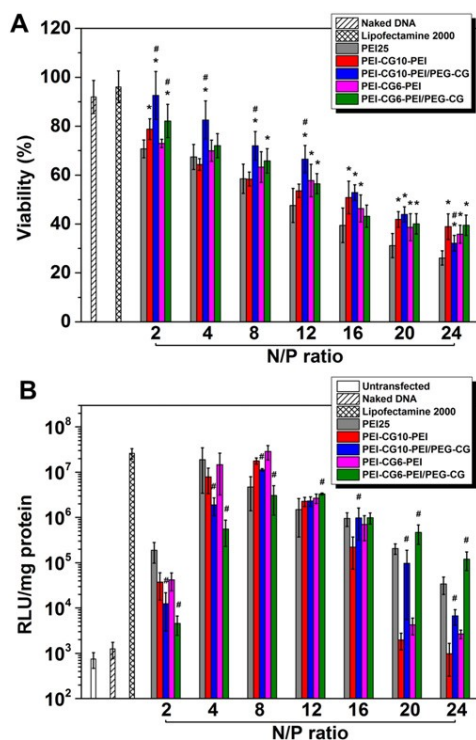 A
Naked DNA
Lipofectamine 2000
PEI25
PEI-CG10-PEI
PEI-CG10-PEI/PEG-CG
PEI-CG6-PEI
PEI-CG6-PEI/PEG-CG
Viability (%)
120
100
80
60
40
20
0
# # # # # #
* * * * * * * * * * * * * * * * * * * *
2 4 8 12 16 20 24
N/P ratio
B
Untransfected
Naked DNA
Lipofectamine 2000
PEI25
PEI-CG10-PEI
PEI-CG10-PEI/PEG-CG
PEI-CG6-PEI
PEI-CG6-PEI/PEG-CG
RLU/mg protein
10⁸
10⁷
10⁶
10⁵
10⁴
10³
10²
# # # # # # # # # # # #
2 4 8 12 16 20 24
N/P ratio